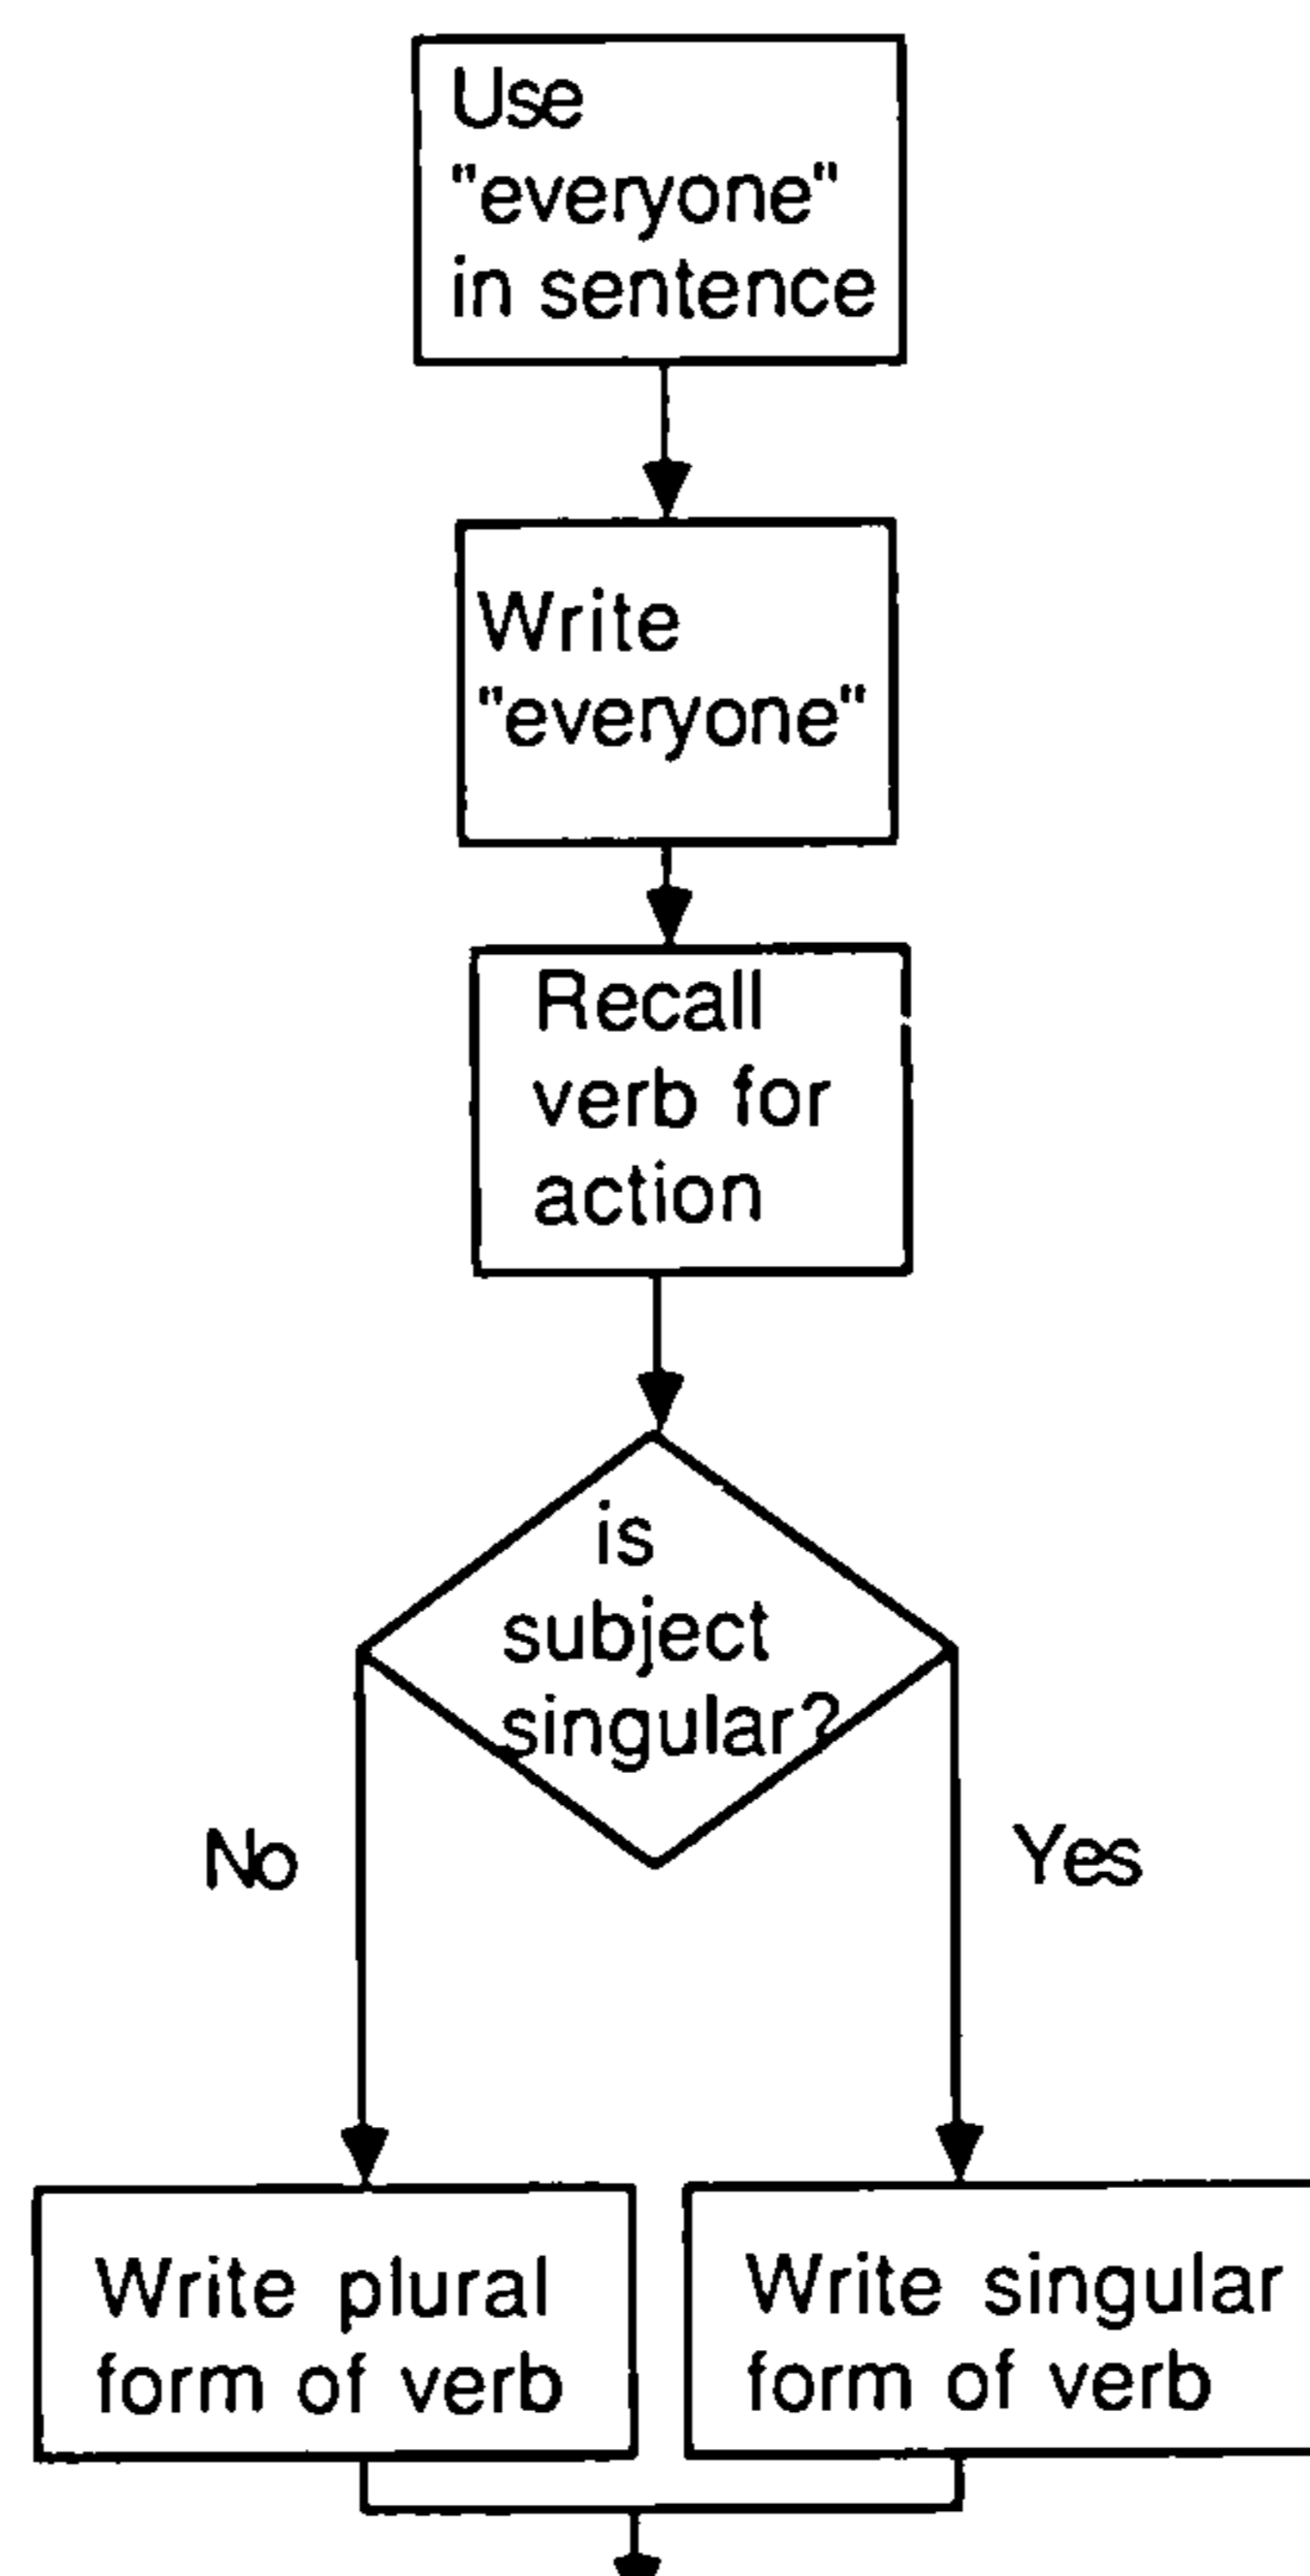 Use
"everyone"
in sentence
Write
"everyone"
Recall
verb for
action
is
subject
singular?
No
Yes
Write plural
form of verb
Write singular
form of verb